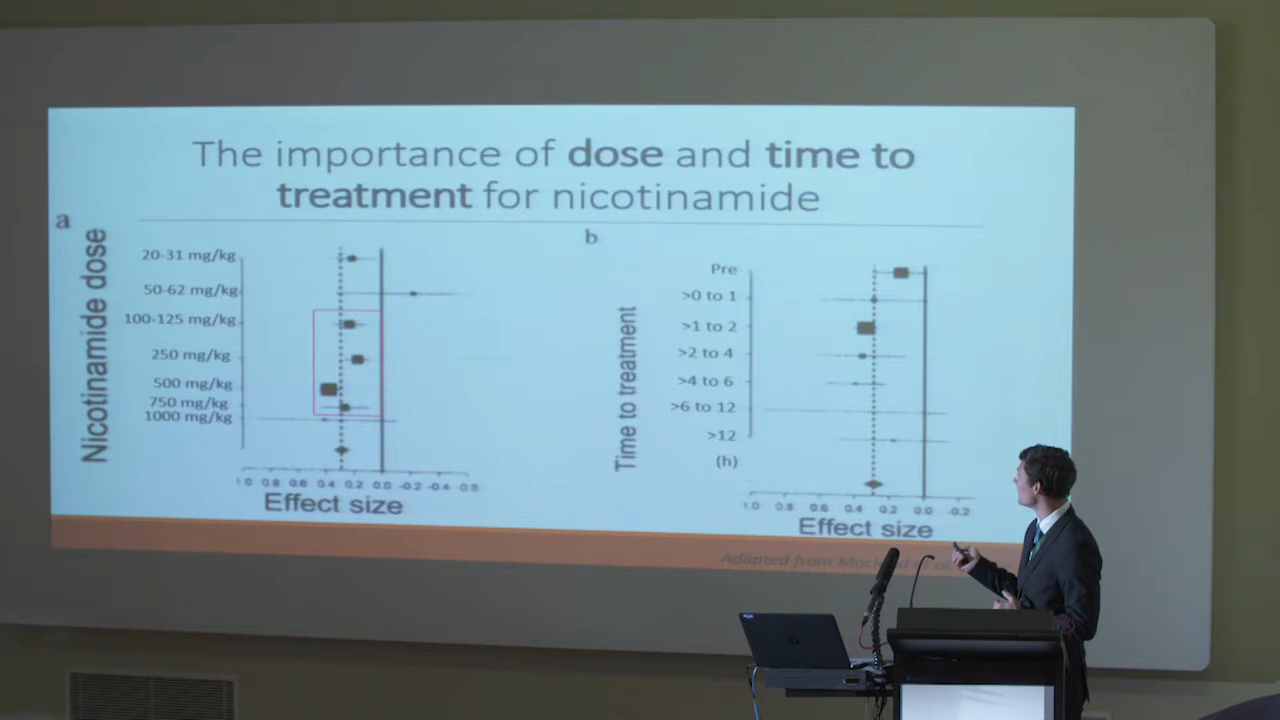 The importance of dose and time to
treatment for nicotinamide
a
Nicotinamide dose
20-31 mg/kg
50-62 mg/kg
100-125 mg/kg
250 mg/kg
500 mg/kg
750 mg/kg
1000 mg/kg
1.0 0.8 0.6 0.4 0.2 0.0 -0.2 -0.4 -0.6
Effect size
b
Time to treatment
Pre
>0 to 1
>1 to 2
>2 to 4
>4 to 6
>6 to 12
>12
(h)
1.0 0.8 0.6 0.4 0.2 0.0 -0.2
Effect size
Adapted from